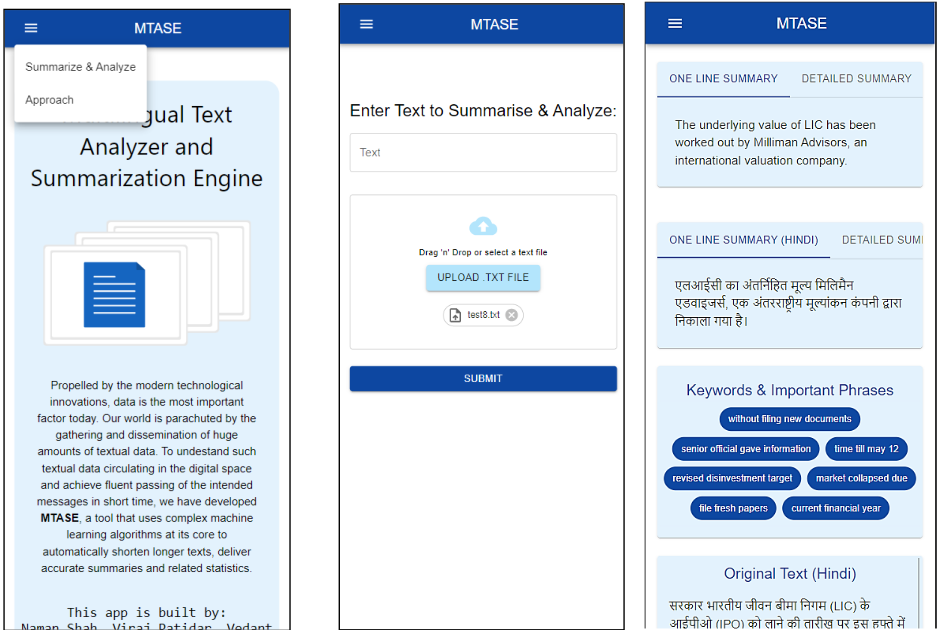 MTASE
Summarize & Analyze
Approach
gual Text
Analyzer and
Summarization Engine
Propelled by the modern technological
innovations, data is the most important
factor today. Our world is parachuted by the
gathering and dissemination of huge
amounts of textual data. To undestand such
textual data circulating in the digital space
and achieve fluent passing of the intended
messages in short time, we have developed
MTASE, a tool that uses complex machine
learning algorithms at its core to
automatically shorten longer texts, deliver
accurate summaries and related statistics.
This app is built by:
Naman Shah, Viraj Patidar, Vedant
MTASE
Enter Text to Summarise & Analyze:
Text
Drag 'n' Drop or select a text file
UPLOAD .TXT FILE
test8.txt
SUBMIT
MTASE
ONE LINE SUMMARY DETAILED SUMMARY
The underlying value of LIC has been
worked out by Milliman Advisors, an
international valuation company.
ONE LINE SUMMARY (HINDI) DETAILED SUM
एलआईसी का अंतर्निहित मूल्य मिलिमैन
एडवाइजर्स, एक अंतरराष्ट्रीय मूल्यांकन कंपनी द्वारा
निकाला गया है।
Keywords & Important Phrases
without filing new documents
senior official gave information time till may 12
revised disinvestment target market collapsed due
file fresh papers current financial year
Original Text (Hindi)
सरकार भारतीय जीवन बीमा निगम (LIC) के
आईपीओ (IPO) को लाने की तारीख पर इस हफ्ते में